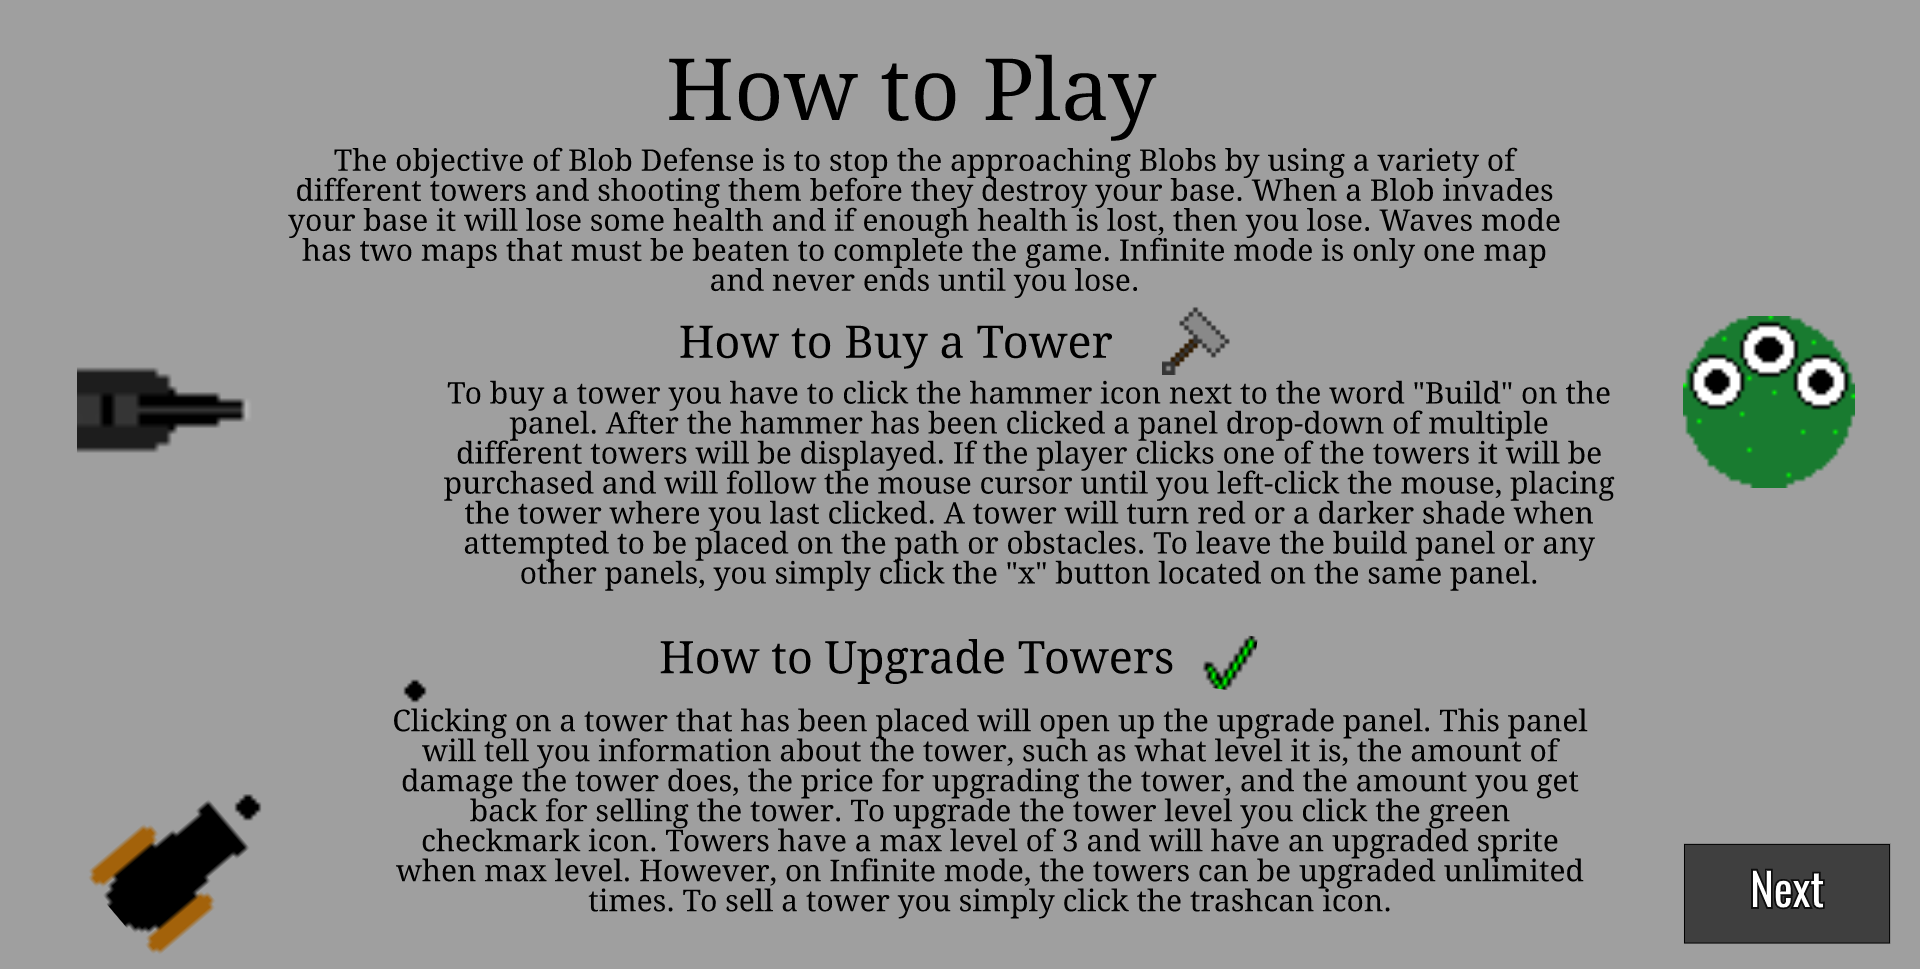 How to Play
The objective of Blob Defense is to stop the approaching Blobs by using a variety of
different towers and shooting them before they destroy your base. When a Blob invades
your base it will lose some health and if enough health is lost, then you lose. Waves mode
has two maps that must be beaten to complete the game. Infinite mode is only one map
and never ends until you lose.
How to Buy a Tower
To buy a tower you have to click the hammer icon next to the word "Build" on the
panel. After the hammer has been clicked a panel drop-down of multiple
different towers will be displayed. If the player clicks one of the towers it will be
purchased and will follow the mouse cursor until you left-click the mouse, placing
the tower where you last clicked. A tower will turn red or a darker shade when
attempted to be placed on the path or obstacles. To leave the build panel or any
other panels, you simply click the "x" button located on the same panel.
How to Upgrade Towers
Clicking on a tower that has been placed will open up the upgrade panel. This panel
will tell you information about the tower, such as what level it is, the amount of
damage the tower does, the price for upgrading the tower, and the amount you get
back for selling the tower. To upgrade the tower level you click the green
checkmark icon. Towers have a max level of 3 and will have an upgraded sprite
when max level. However, on Infinite mode, the towers can be upgraded unlimited
times. To sell a tower you simply click the trashcan icon.
Next